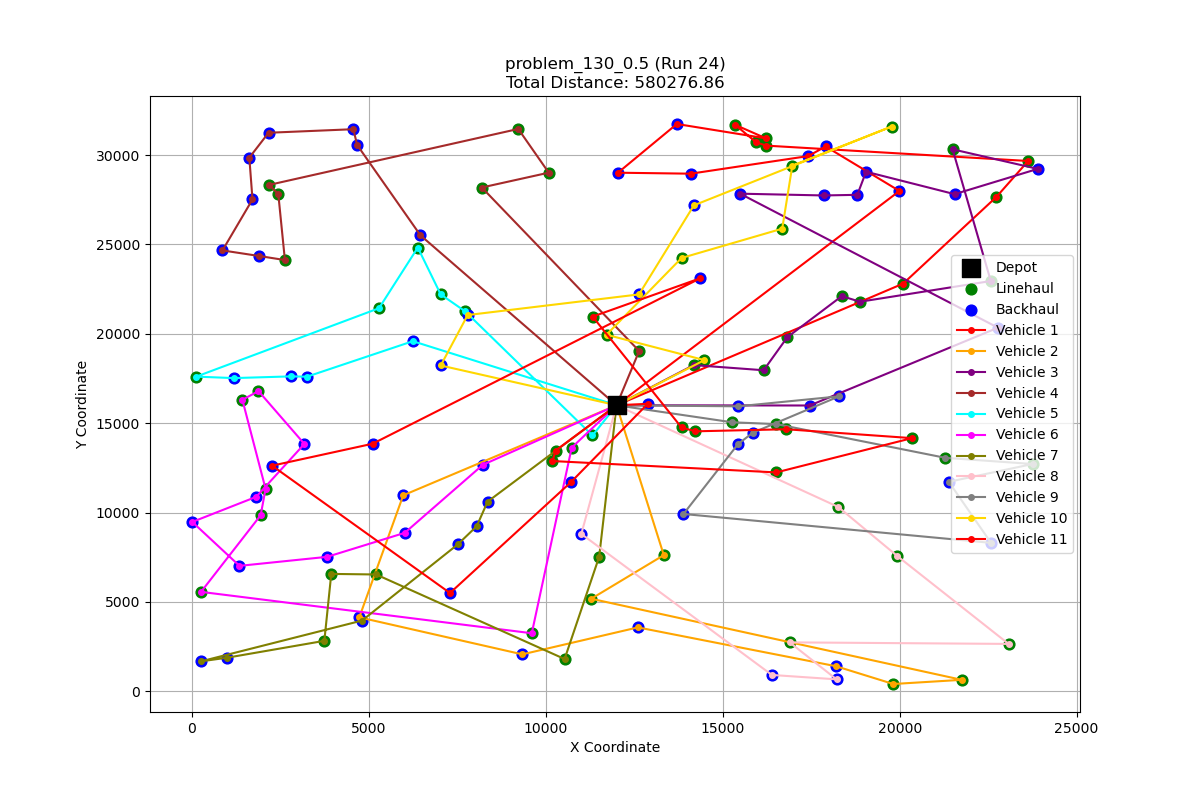 problem_130_0.5 (Run 24)
Total Distance: 580276.86
Y Coordinate
30000
25000
20000
15000
10000
5000
0
Depot
Linehaul
Backhaul
Vehicle 1
Vehicle 2
Vehicle 3
Vehicle 4
Vehicle 5
Vehicle 6
Vehicle 7
Vehicle 8
Vehicle 9
Vehicle 10
Vehicle 11
0 5000 10000 15000 20000 25000
X Coordinate